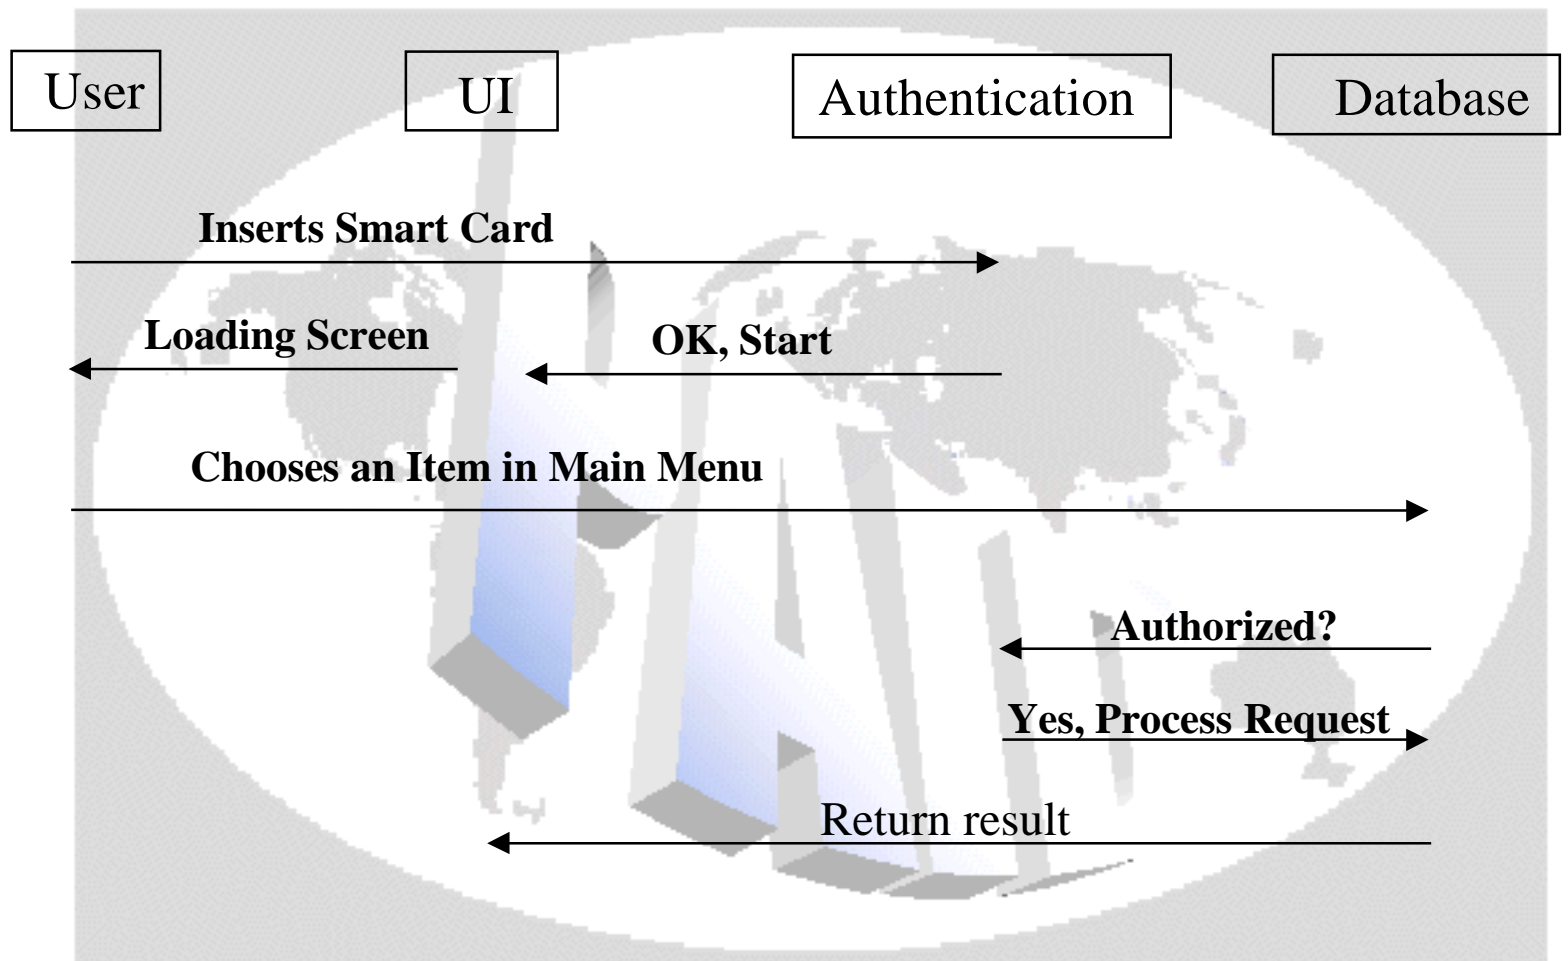 User
UI
Authentication
Database
Inserts Smart Card
Loading Screen
OK, Start
Chooses an Item in Main Menu
Authorized?
Yes, Process Request
Return result